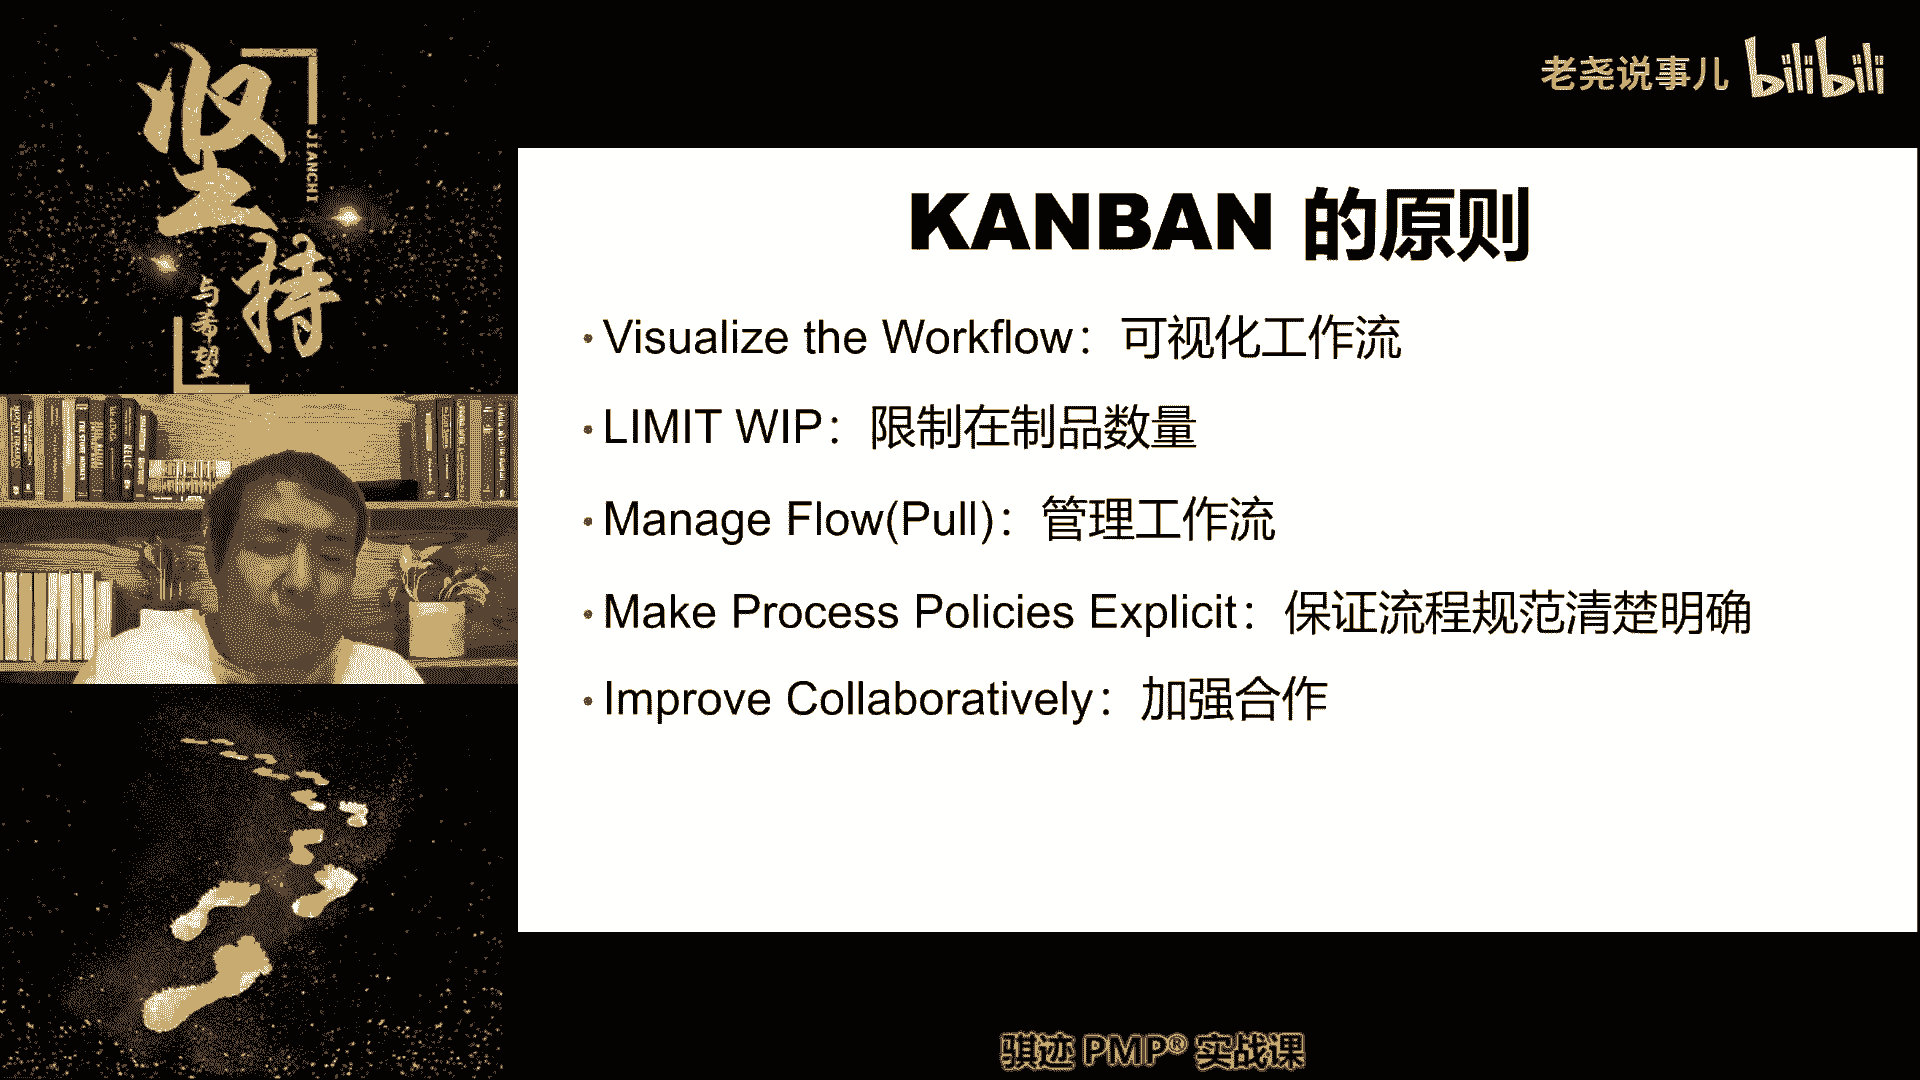 坚持
JIANCHI
与希望
老尧说事儿 bilibili
KANBAN 的原则
• Visualize the Workflow：可视化工作流
• LIMIT WIP：限制在制品数量
• Manage Flow(Pull)：管理工作流
• Make Process Policies Explicit：保证流程规范清楚明确
• Improve Collaboratively：加强合作
RELIC
骐迹 PMP® 实战课